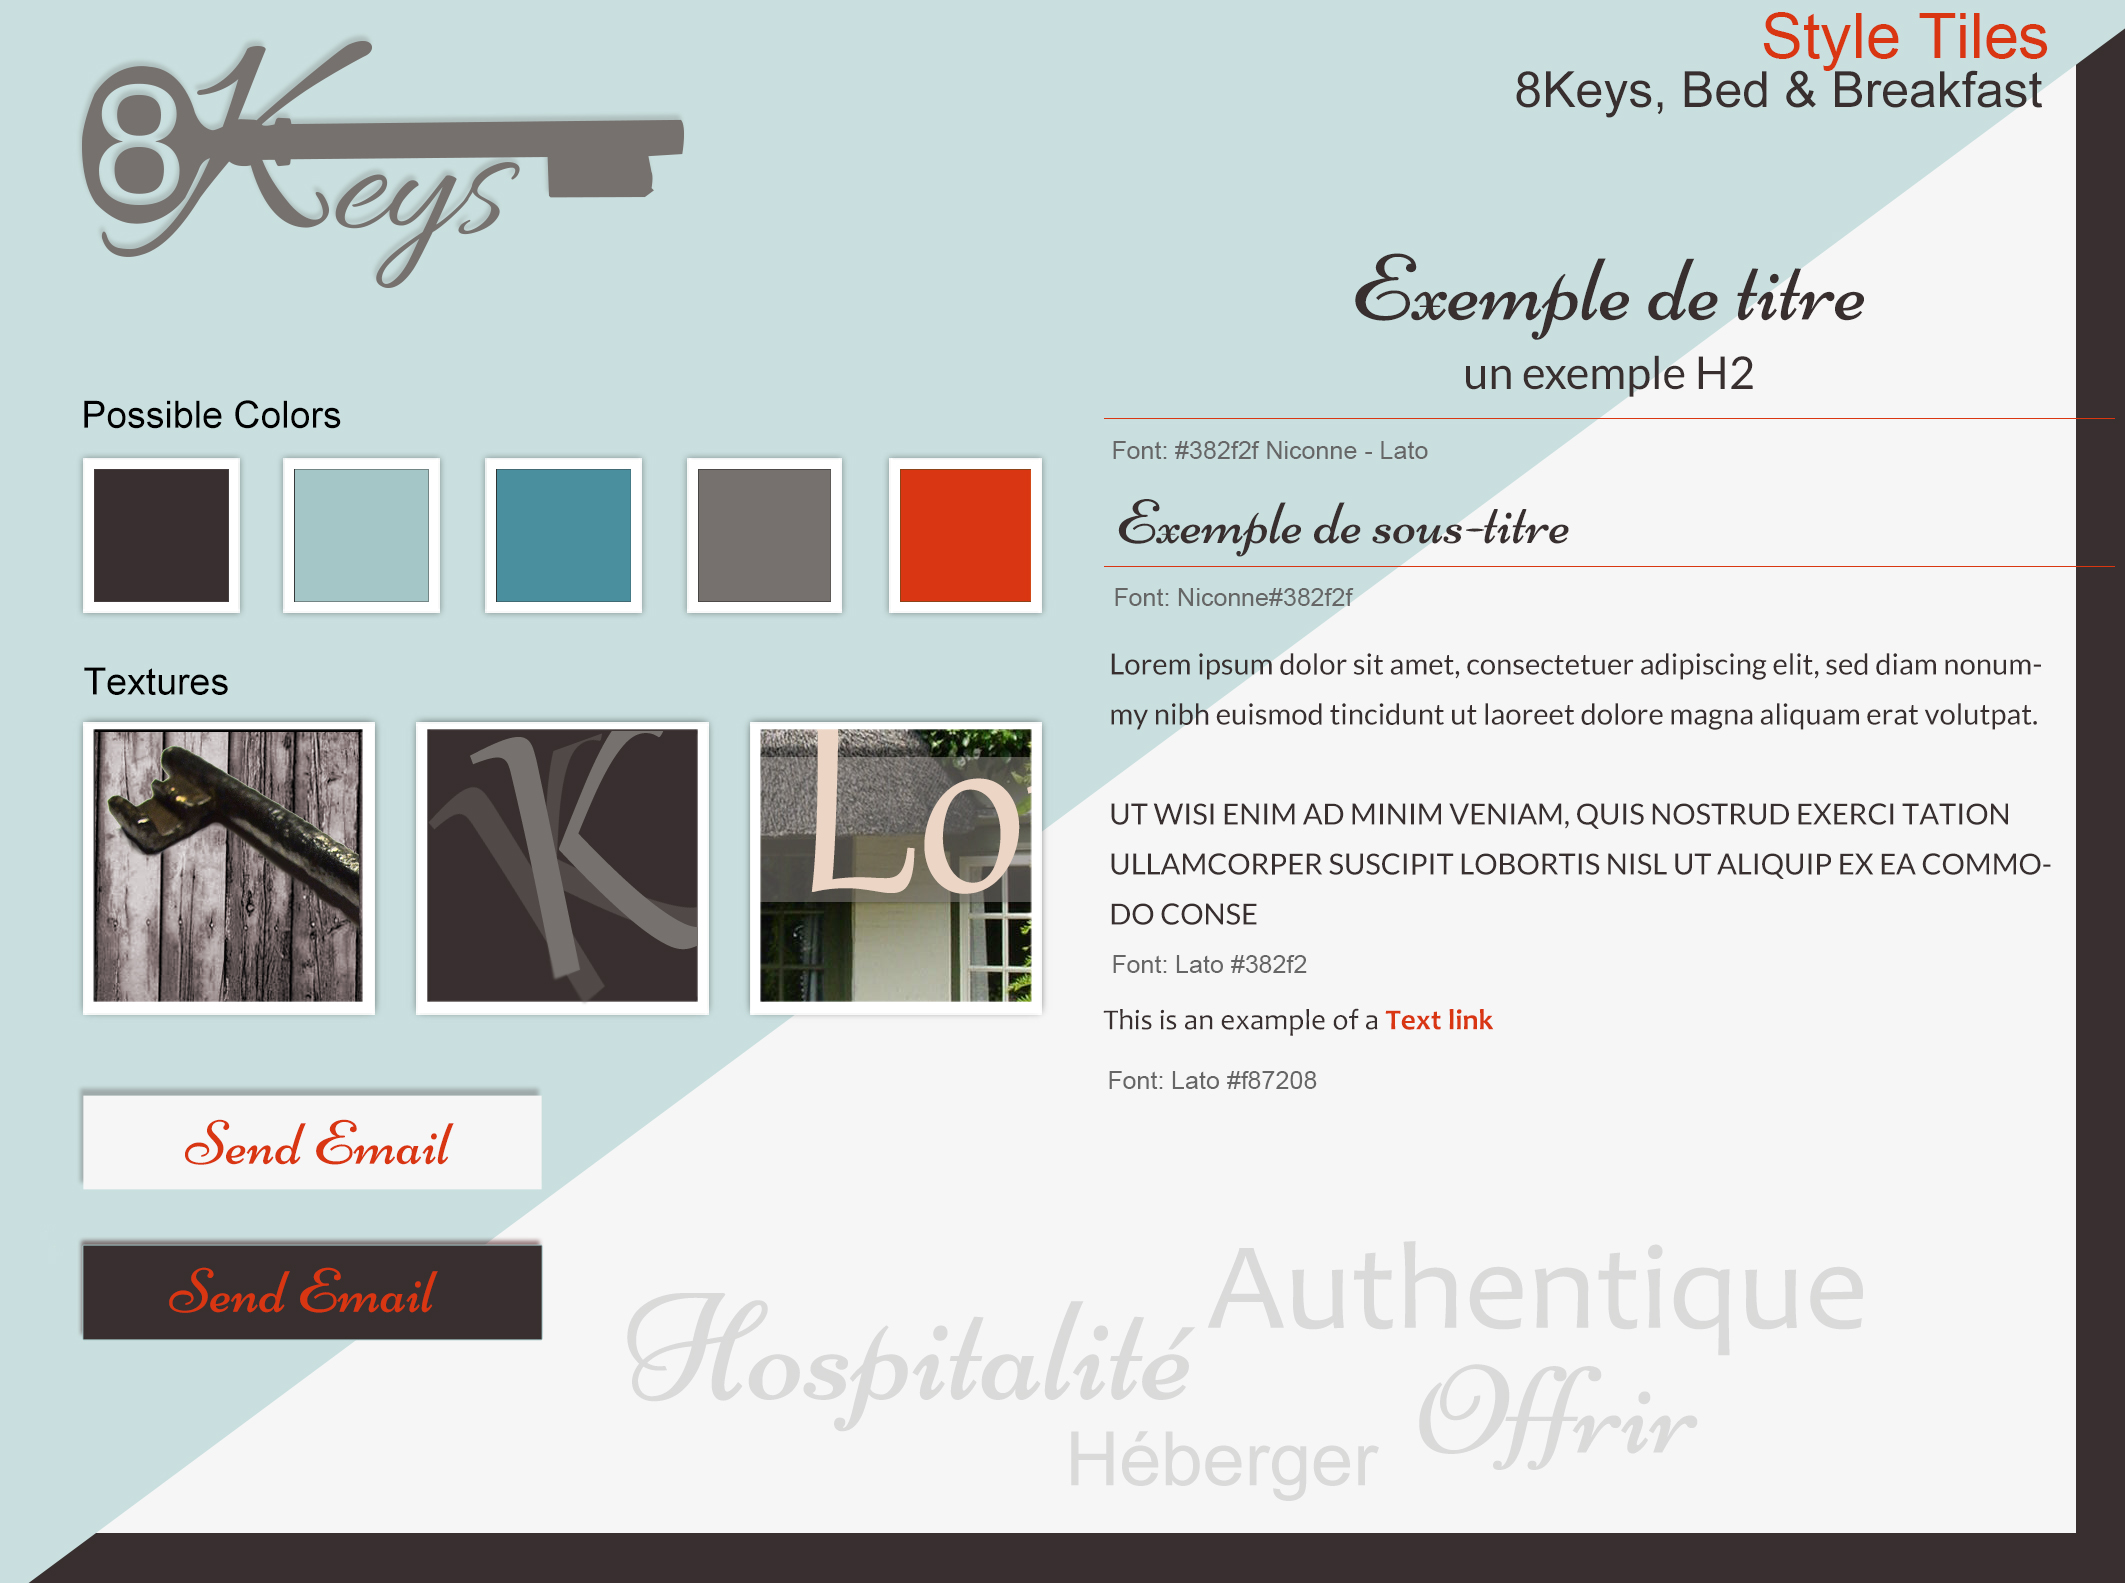 8Keys
Style Tiles
8Keys, Bed & Breakfast
Possible Colors
Textures
K
Lo
Send Email
Send Email
Exemple de titre
un exemple H2
Font: #382f2f Niconne - Lato
Exemple de sous-titre
Font: Niconne#382f2f
Lorem ipsum dolor sit amet, consectetuer adipiscing elit, sed diam nonum-
my nibh euismod tincidunt ut laoreet dolore magna aliquam erat volutpat.
UT WISI ENIM AD MINIM VENIAM, QUIS NOSTRUD EXERCI TATION
ULLAMCORPER SUSCIPIT LOBORTIS NISL UT ALIQUIP EX EA COMMO-
DO CONSE
Font: Lato #382f2
This is an example of a Text link
Font: Lato #f87208
Authentique
Hospitalité
Offrir
Héberger